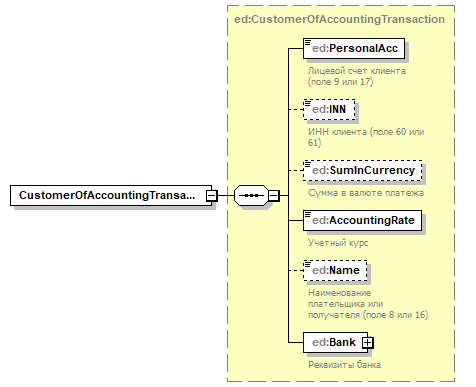 ed:CustomerOfAccountingTransaction
ed:PersonalAcc
Лицевой счет клиента
(поле 9 или 17)
ed:INN
ИНН клиента (поле 60 или
61)
ed:SumInCurrency
Сумма в валюте платежа
CustomerOfAccountingTransa...
ed:AccountingRate
Учетный курс
ed:Name
Наименование
плательщика или
получателя (поле 8 или 16)
ed:Bank
Реквизиты банка